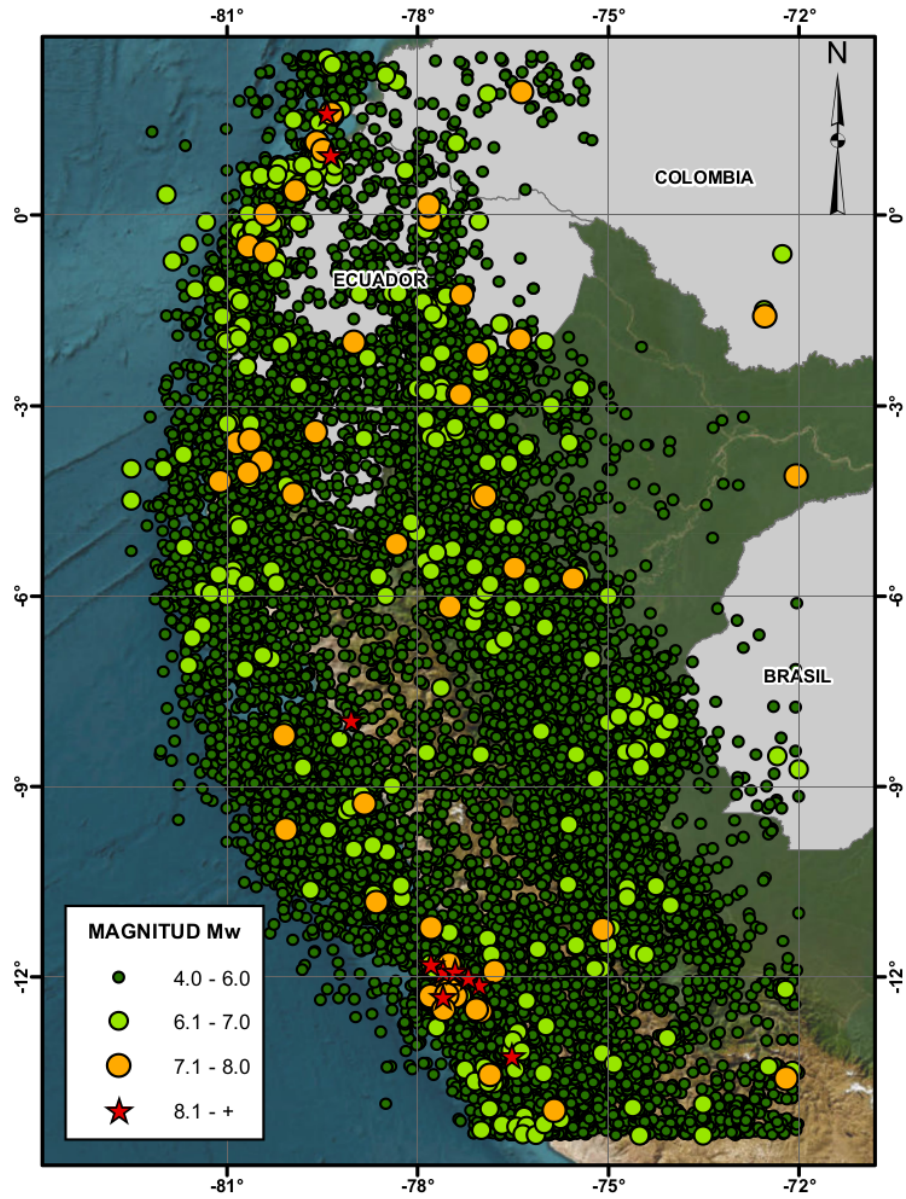 -81°
-78°
-75°
-72°
N
COLOMBIA
0°
0°
ECUADOR
-3°
-3°
-6°
-6°
BRASIL
-9°
-9°
MAGNITUD Mw
4.0 - 6.0
6.1 - 7.0
7.1 - 8.0
8.1 - +
-12°
-12°
-81°
-78°
-75°
-72°